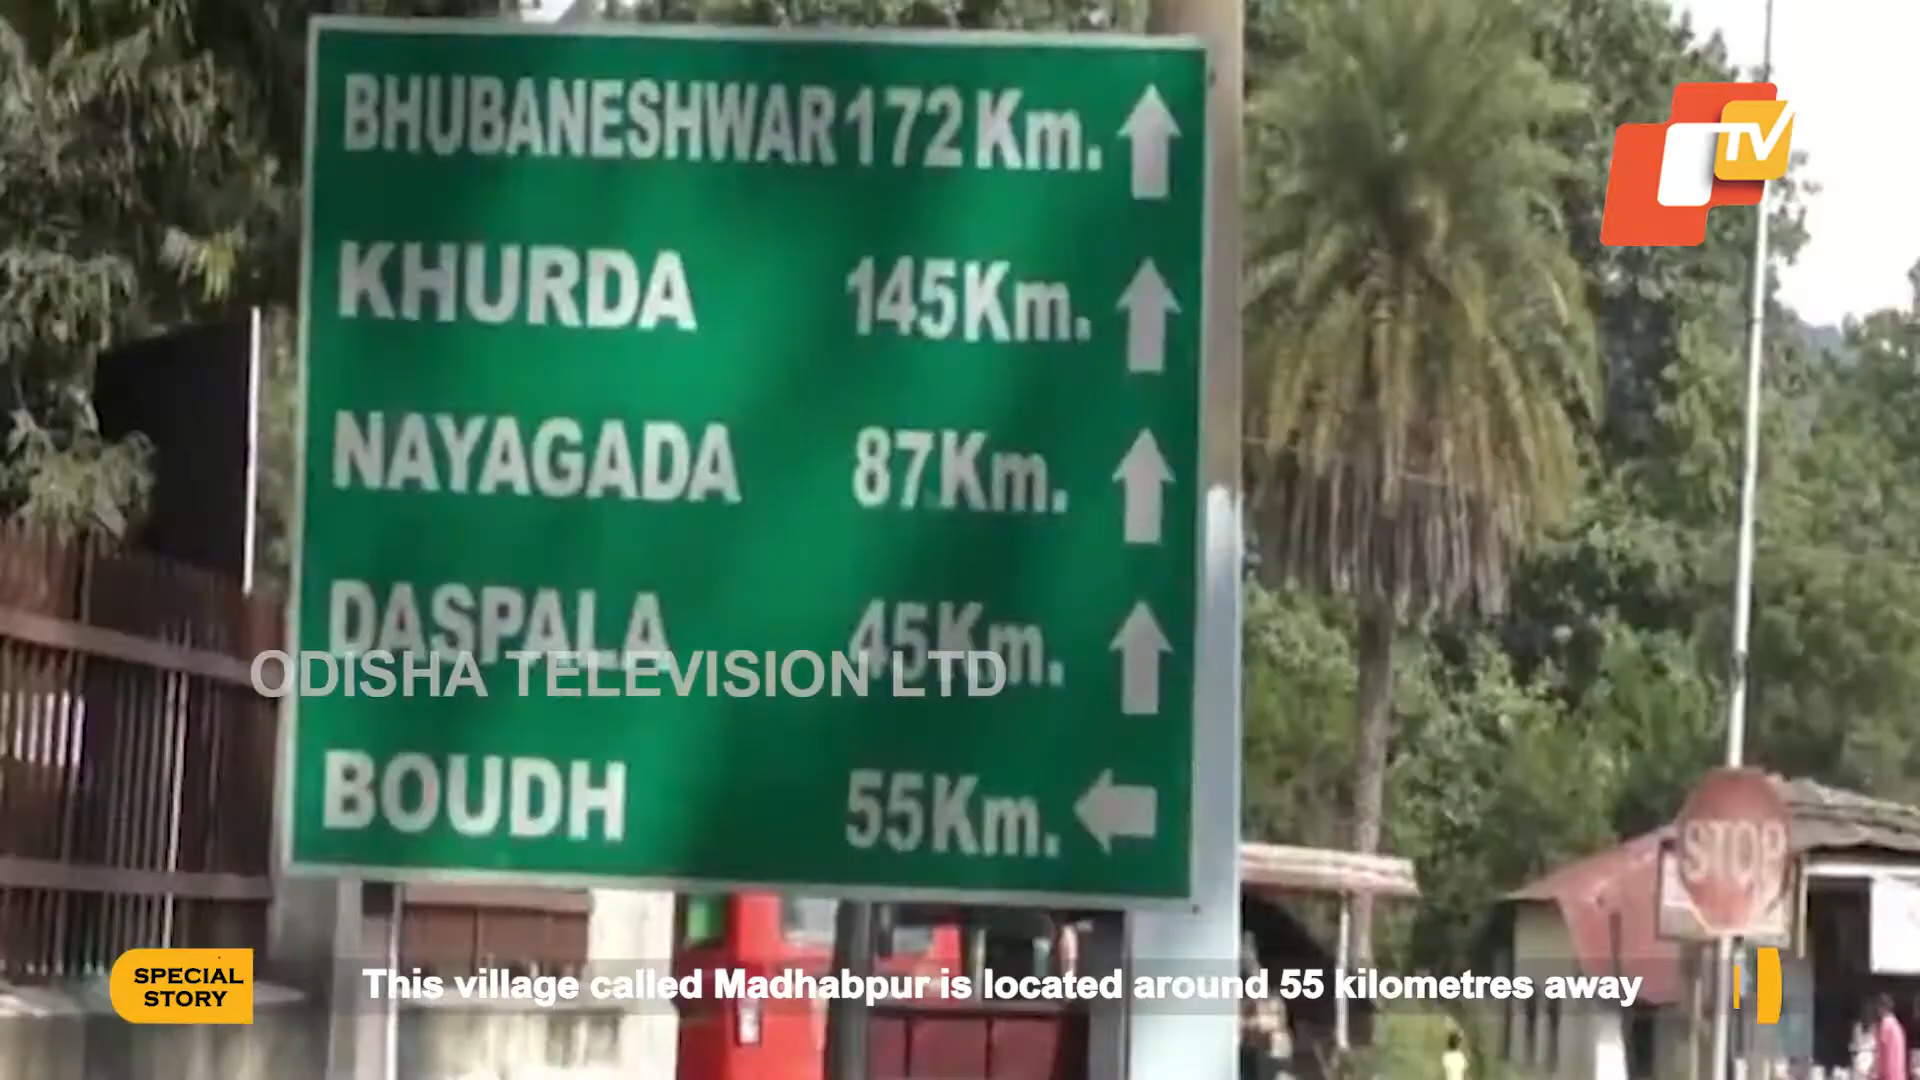 BHUBANESHWAR 172 Km.
KHURDA 145Km.
NAYAGADA 87Km.
DASPALA 45Km.
ODISHA TELEVISION LTD
BOUDH 55Km.
TV
STOP
SPECIAL
STORY
This village called Madhabpur is located around 55 kilometres away